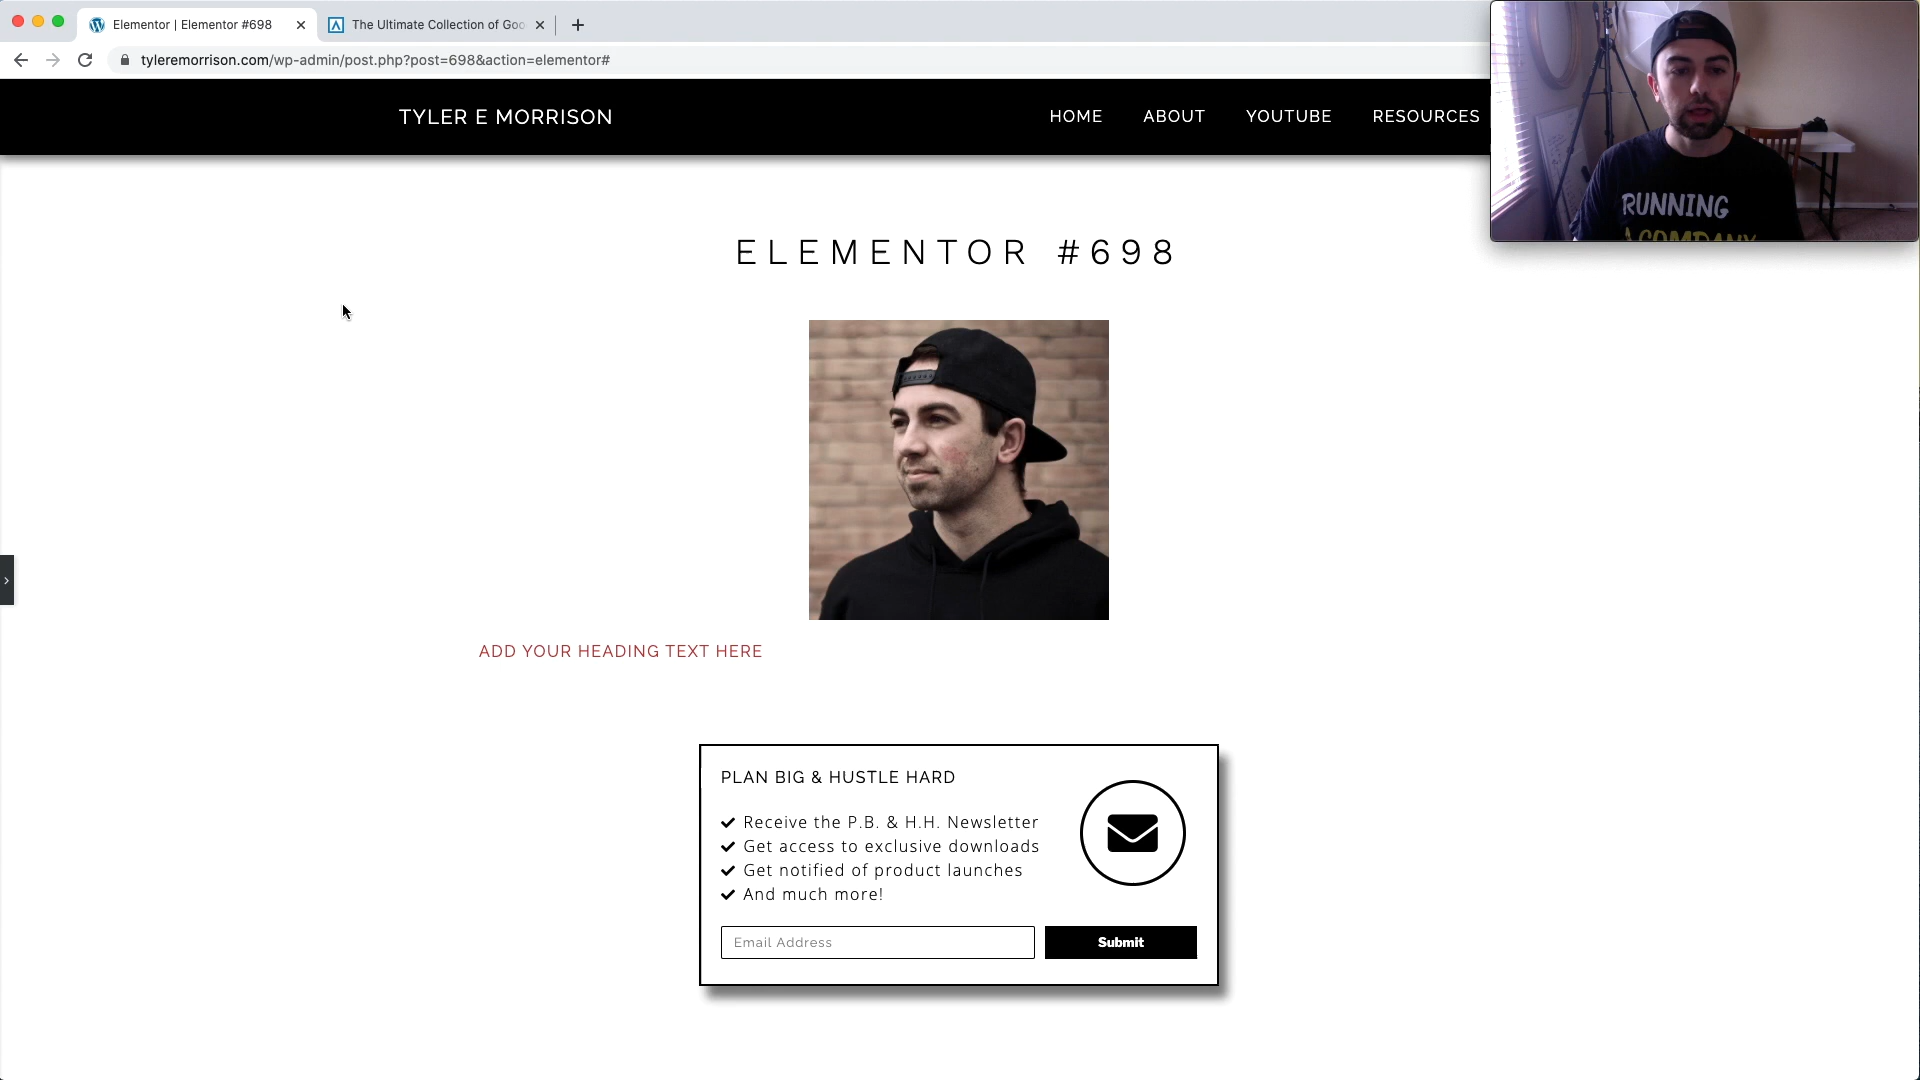 Elementor | Elementor #698
The Ultimate Collection of Goo
tyleremorrison.com/wp-admin/post.php?post=698&action=elementor#
TYLER E MORRISON
HOME ABOUT YOUTUBE RESOURCES
RUNNING
A COMPANY
ELEMENTOR #698
ADD YOUR HEADING TEXT HERE
PLAN BIG & HUSTLE HARD
Receive the P.B. & H.H. Newsletter
Get access to exclusive downloads
Get notified of product launches
And much more!
Email Address
Submit